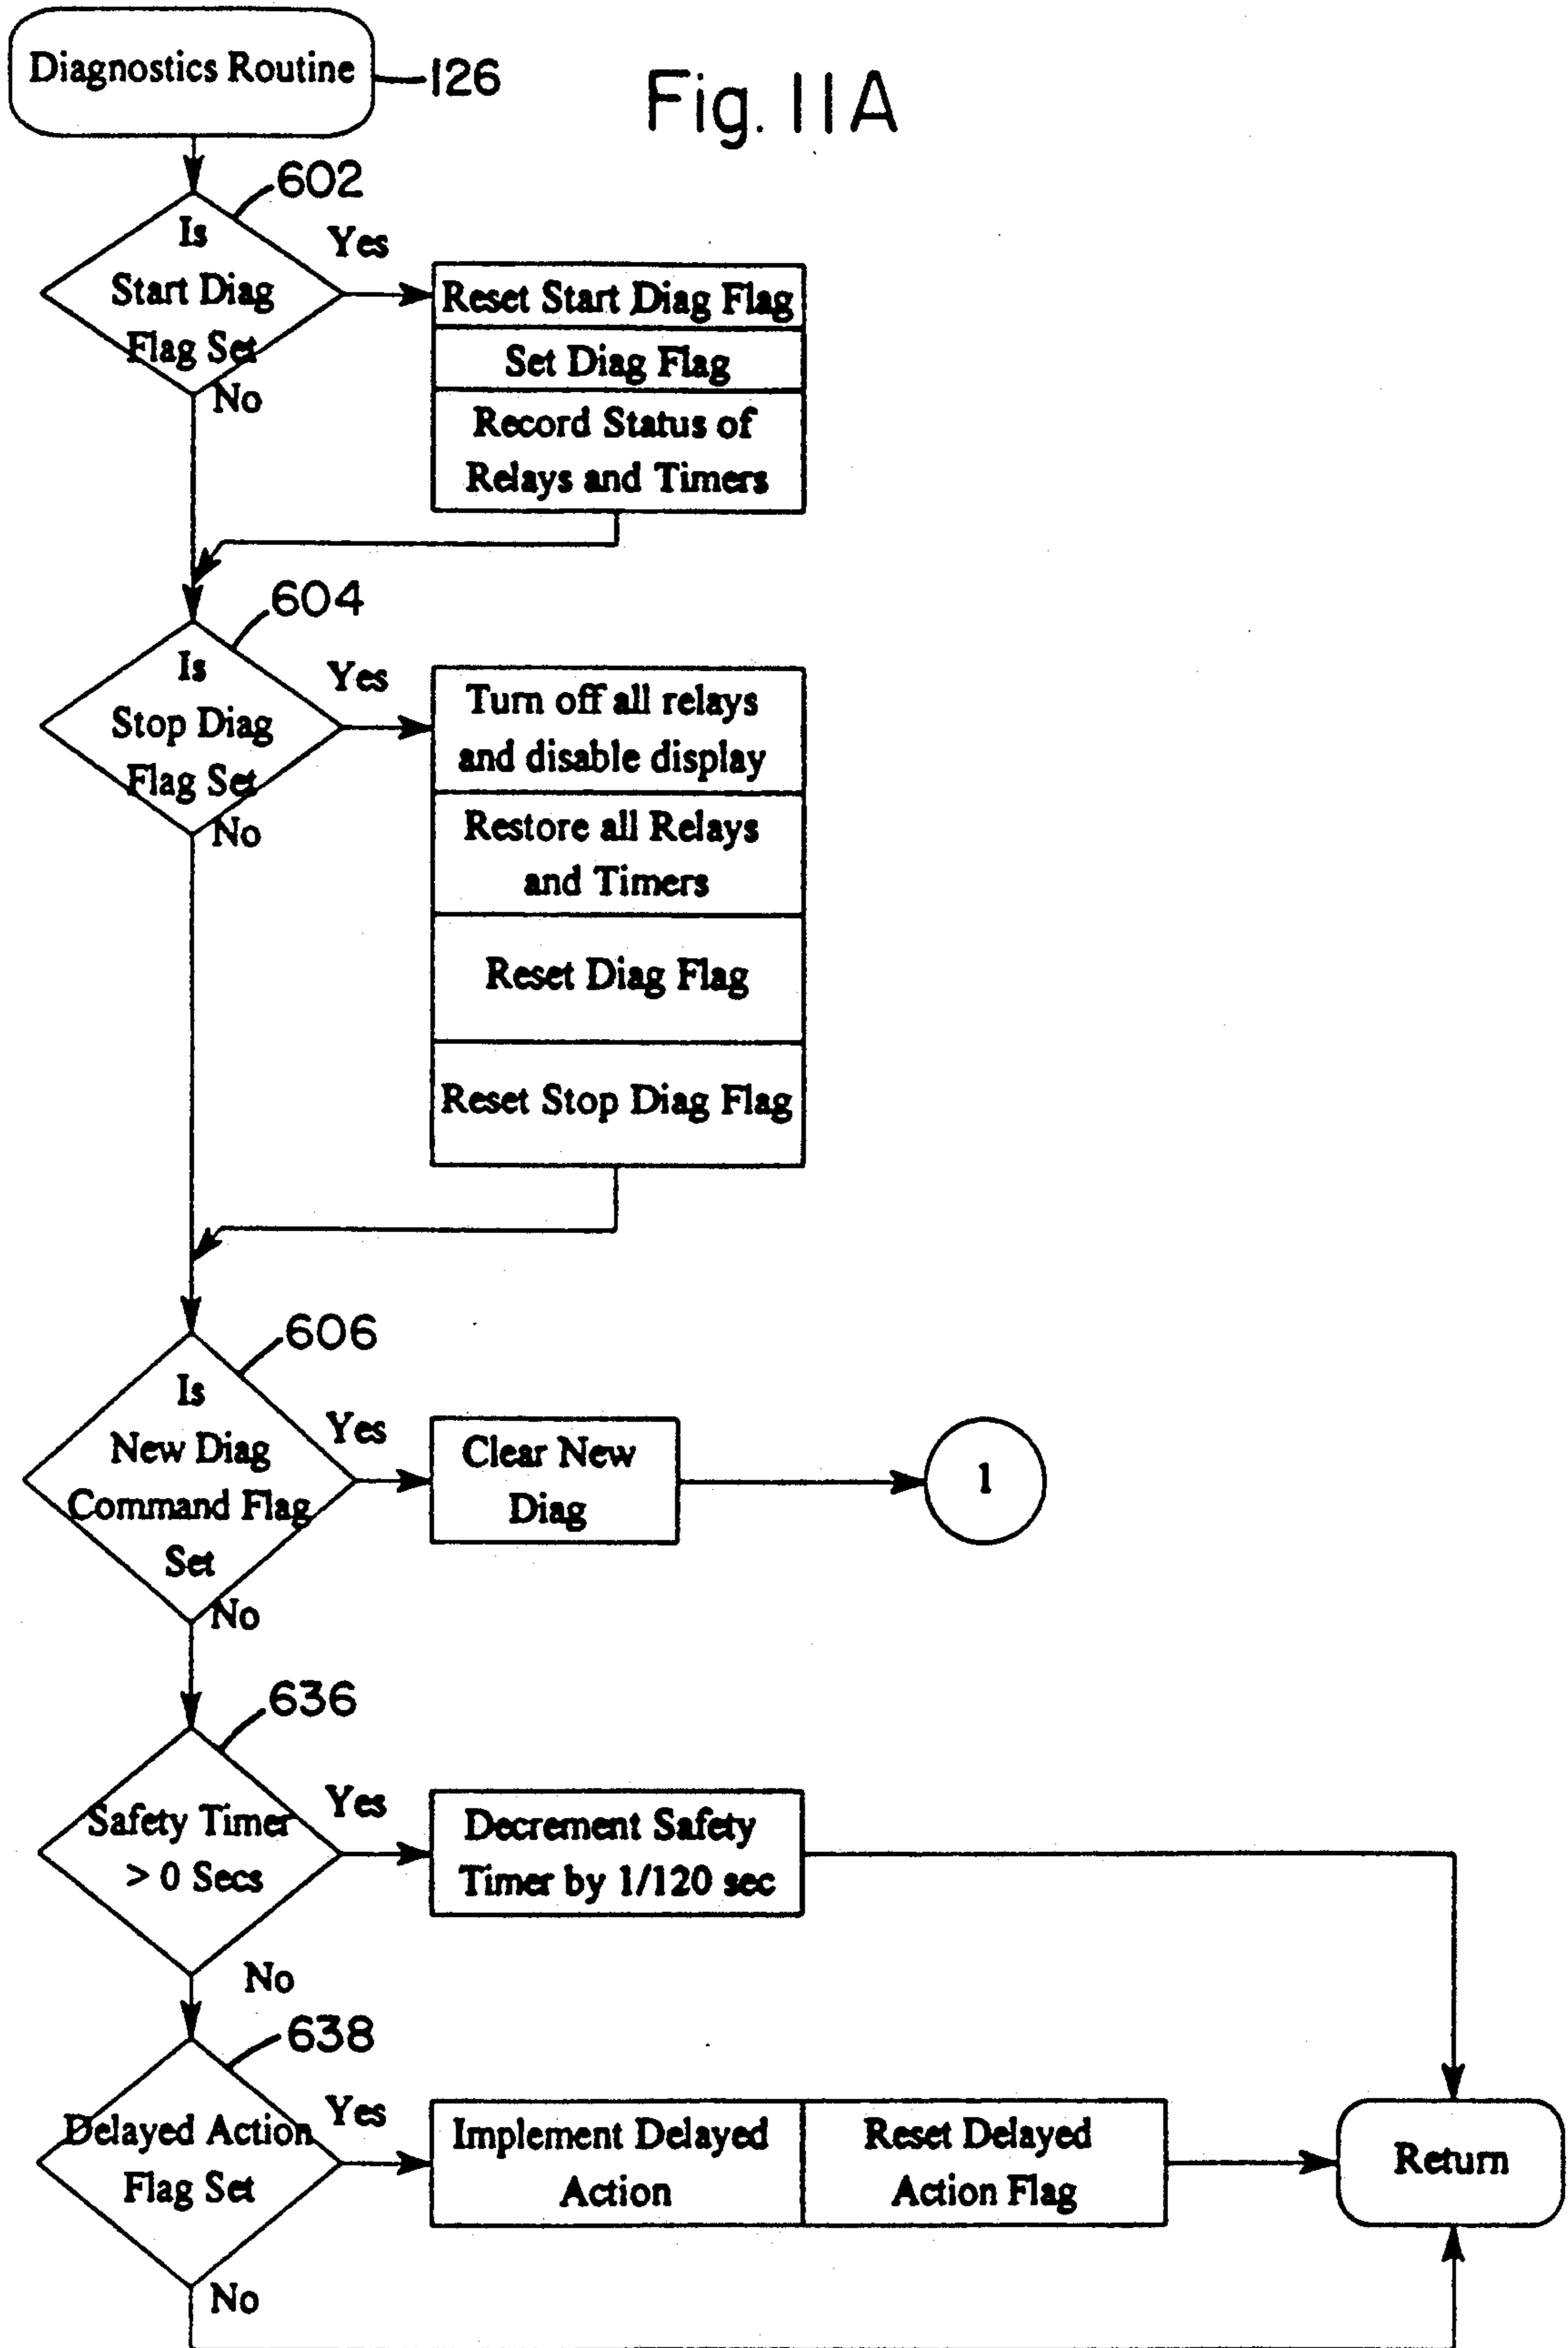 Diagnostics Routine
126
Fig. 11A
602
Is
Start Diag
Flag Set
Yes
No
Reset Start Diag Flag
Set Diag Flag
Record Status of
Relays and Timers
604
Is
Stop Diag
Flag Set
Yes
No
Turn off all relays
and disable display
Restore all Relays
and Timers
Reset Diag Flag
Reset Stop Diag Flag
606
Is
New Diag
Command Flag
Set
Yes
No
Clear New
Diag
1
636
Safety Timer
> 0 Secs
Yes
No
Decrement Safety
Timer by 1/120 sec
638
Delayed Action
Flag Set
Yes
No
Implement Delayed
Action
Reset Delayed
Action Flag
Return